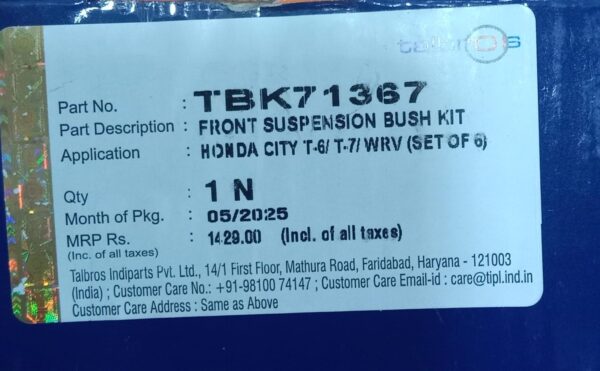 talbros
Part No. : TBK71367
Part Description : FRONT SUSPENSION BUSH KIT
Application : HONDA CITY T-6/ T-7/ WRV (SET OF 6)
Qty : 1 N
Month of Pkg. : 05/2025
MRP Rs. : 1429.00 (Incl. of all taxes)
(Inc. of all taxes)
Talbros Indiparts Pvt. Ltd., 14/1 First Floor, Mathura Road, Faridabad, Haryana - 121003
(India) ; Customer Care No.: +91-98100 74147 ; Customer Care Email-id : care@tipl.ind.in
Customer Care Address : Same as Above